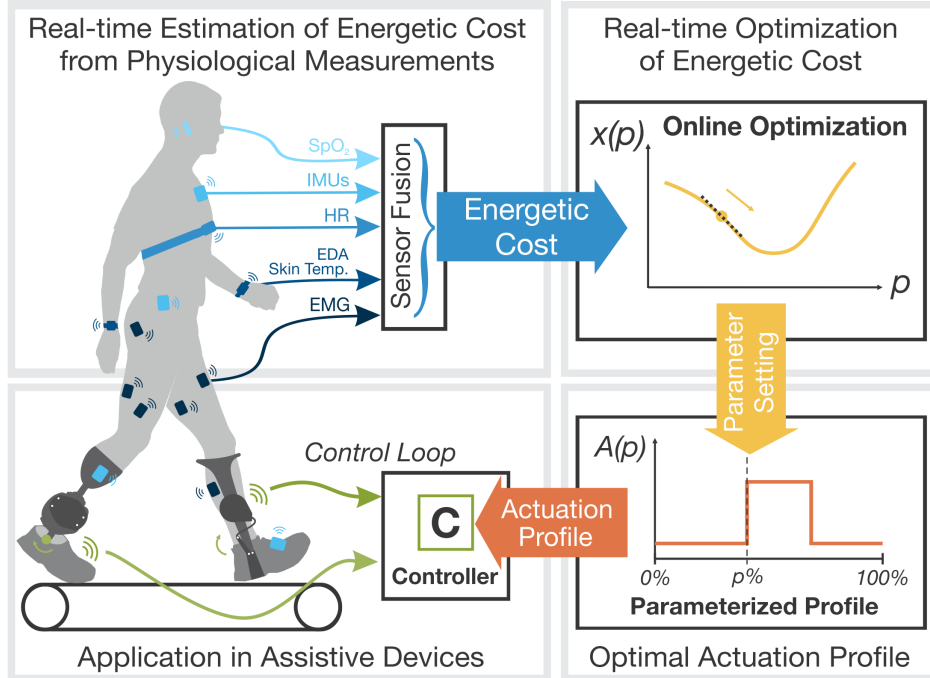 Real-time Estimation of Energetic Cost
from Physiological Measurements
SpO₂
IMUs
HR
EDA
Skin Temp.
EMG
Sensor Fusion
Energetic
Cost
Real-time Optimization
of Energetic Cost
x(p)
Online Optimization
p
Parameter
Setting
Control Loop
C
Controller
Actuation
Profile
Application in Assistive Devices
A(p)
0% p% 100%
Parameterized Profile
Optimal Actuation Profile